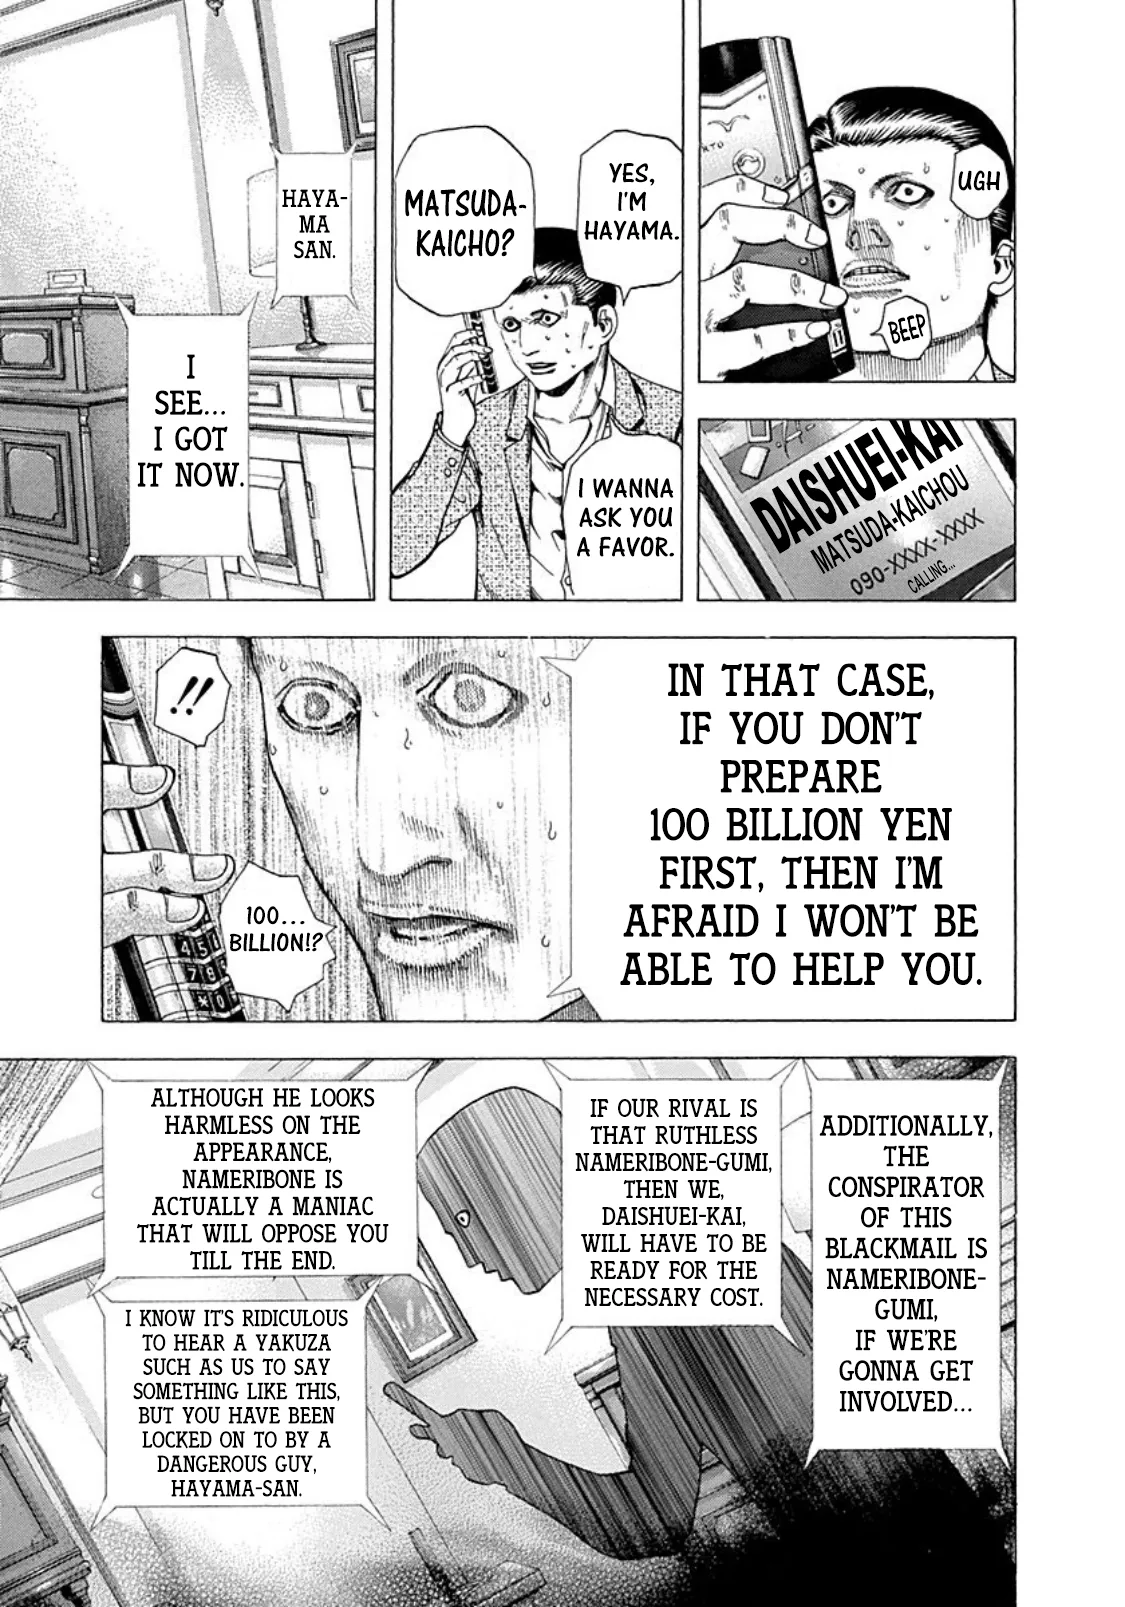 UGH
BEEP
DAISHUEI-KAI
MATSUDA-KAICHOU
090-XXXX-XXXX
CALLING...
YES,
I'M
HAYAMA.
MATSUDA-
KAICHO?
I WANNA
ASK YOU
A FAVOR.
HAYA-
MA
SAN.
I
SEE...
I GOT
IT NOW.
IN THAT CASE,
IF YOU DON'T
PREPARE
100 BILLION YEN
FIRST, THEN I'M
AFRAID I WON'T BE
ABLE TO HELP YOU.
!!
100...
BILLION!?
ADDITIONALLY,
THE
CONSPIRATOR
OF THIS
BLACKMAIL IS
NAMERIBONE-
GUMI,
IF WE'RE
GONNA GET
INVOLVED...
IF OUR RIVAL IS
THAT RUTHLESS
NAMERIBONE-GUMI,
THEN WE,
DAISHUEI-KAI,
WILL HAVE TO BE
READY FOR THE
NECESSARY COST.
ALTHOUGH HE LOOKS
HARMLESS ON THE
APPEARANCE,
NAMERIBONE IS
ACTUALLY A MANIAC
THAT WILL OPPOSE YOU
TILL THE END.
I KNOW IT'S RIDICULOUS
TO HEAR A YAKUZA
SUCH AS US TO SAY
SOMETHING LIKE THIS,
BUT YOU HAVE BEEN
LOCKED ON TO BY A
DANGEROUS GUY,
HAYAMA-SAN.